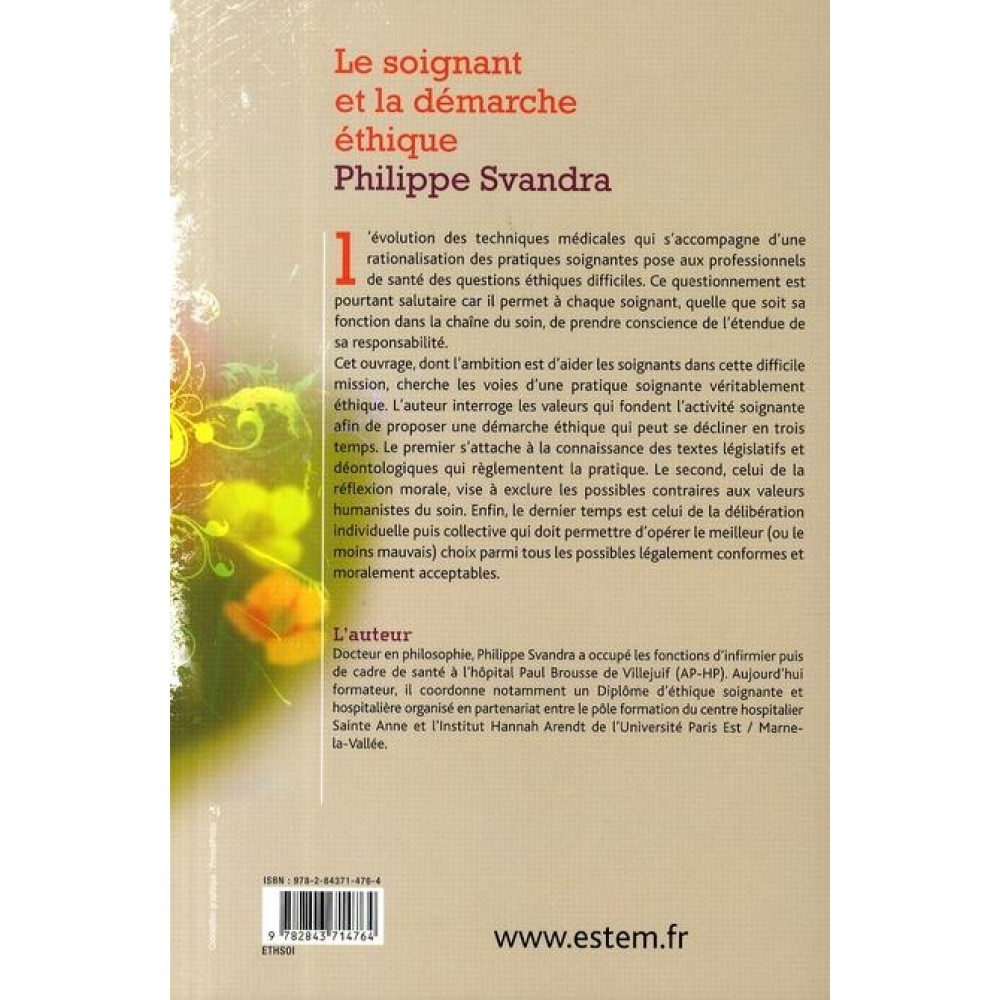 Le soignant
et la démarche
éthique
Philippe Svandra
l'évolution des techniques médicales qui s'accompagne d'une
rationalisation des pratiques soignantes pose aux professionnels
de santé des questions éthiques difficiles. Ce questionnement est
pourtant salutaire car il permet à chaque soignant, quelle que soit sa
fonction dans la chaîne du soin, de prendre conscience de l'étendue de
sa responsabilité.
Cet ouvrage, dont l'ambition est d'aider les soignants dans cette difficile
mission, cherche les voies d'une pratique soignante véritablement
éthique. L'auteur interroge les valeurs qui fondent l'activité soignante
afin de proposer une démarche éthique qui peut se décliner en trois
temps. Le premier s'attache à la connaissance des textes législatifs et
déontologiques qui règlementent la pratique. Le second, celui de la
réflexion morale, vise à exclure les possibles contraires aux valeurs
humanistes du soin. Enfin, le dernier temps est celui de la délibération
individuelle puis collective qui doit permettre d'opérer le meilleur (ou le
moins mauvais) choix parmi tous les possibles légalement conformes et
moralement acceptables.
L'auteur
Docteur en philosophie, Philippe Svandra a occupé les fonctions d'infirmier puis
de cadre de santé à l'hôpital Paul Brousse de Villejuif (AP-HP). Aujourd'hui
formateur, il coordonne notamment un Diplôme d'éthique soignante et
hospitalière organisé en partenariat entre le pôle formation du centre hospitalier
Sainte Anne et l'Institut Hannah Arendt de l'Université Paris Est / Marne-
la-Vallée.
Conception graphique :
ISBN : 978-2-84371-476-4
9 782843 714764
ETHS01
www.estem.fr